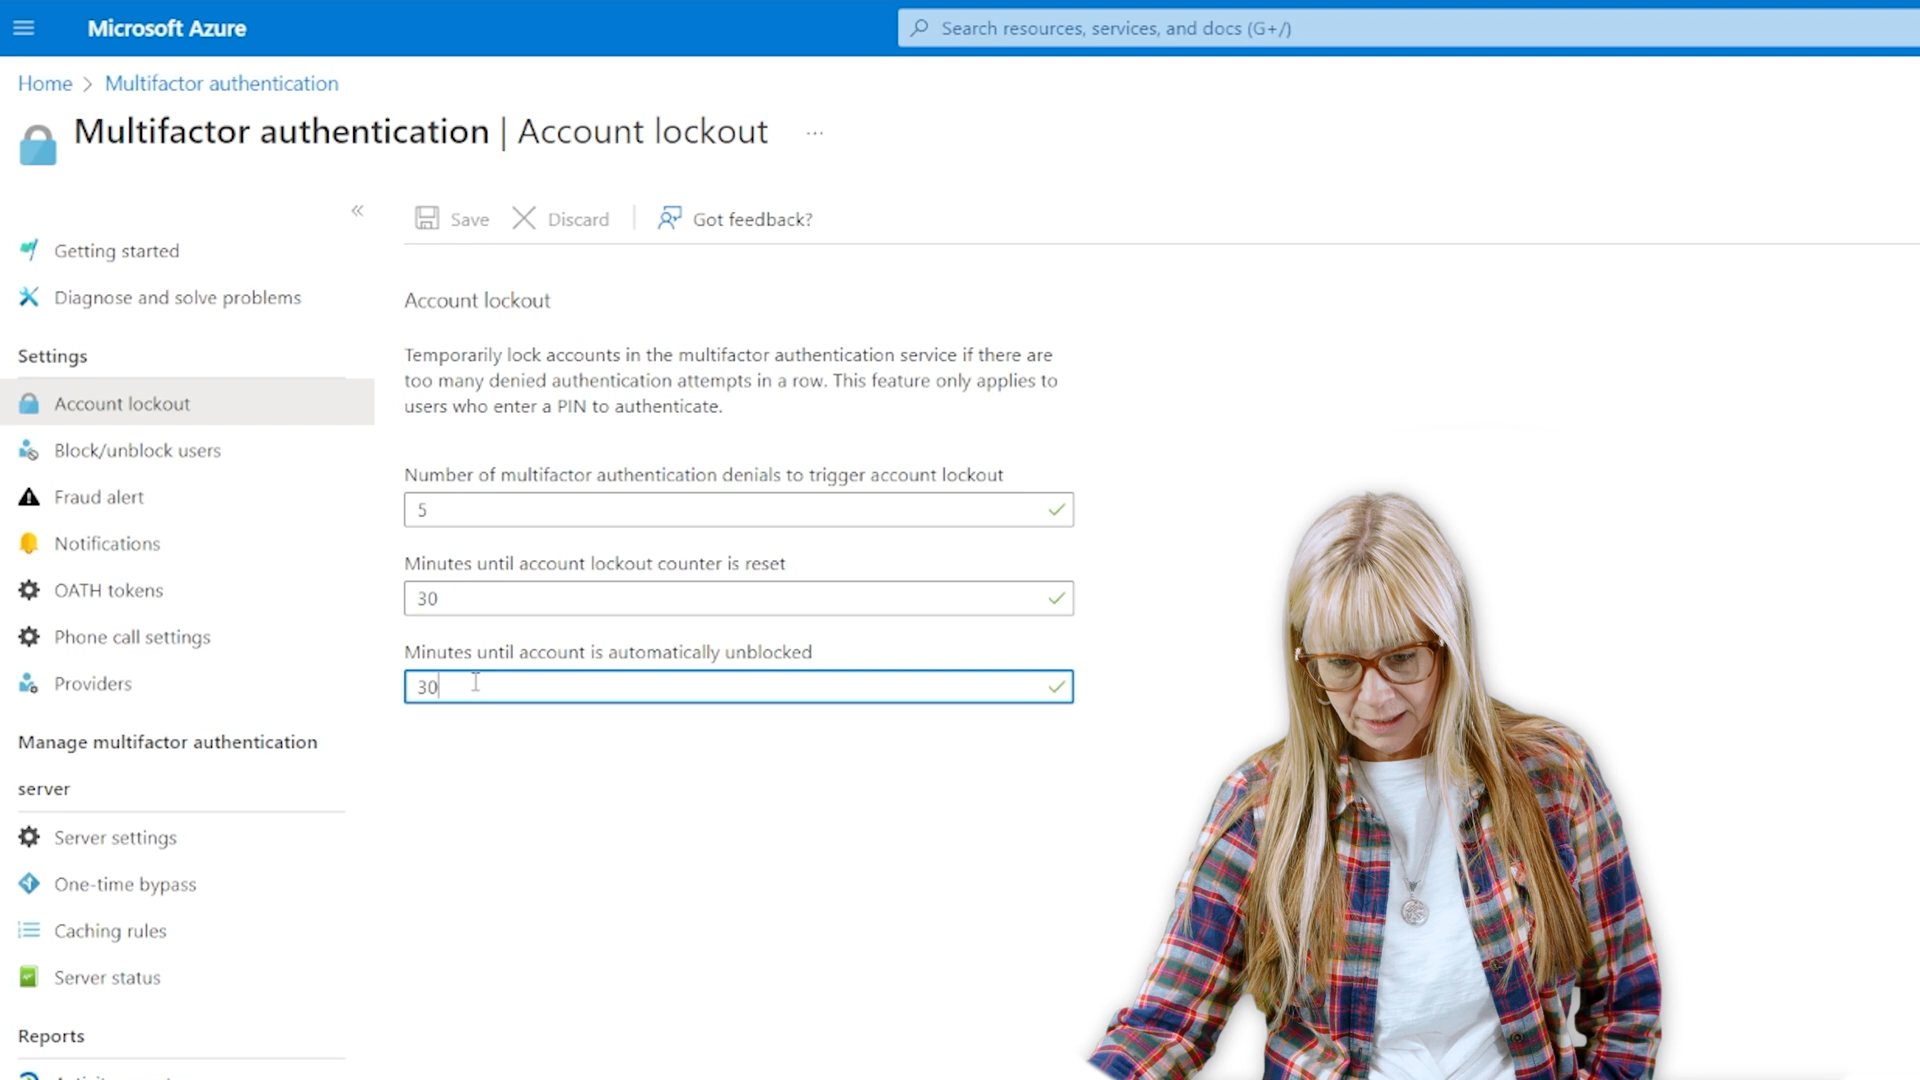 Microsoft Azure
Search resources, services, and docs (G+/)
Home > Multifactor authentication
Multifactor authentication | Account lockout ...
«
Save Discard Got feedback?
Getting started
Diagnose and solve problems
Settings
Account lockout
Block/unblock users
Fraud alert
Notifications
OATH tokens
Phone call settings
Providers
Manage multifactor authentication
server
Server settings
One-time bypass
Caching rules
Server status
Reports
Account lockout
Temporarily lock accounts in the multifactor authentication service if there are
too many denied authentication attempts in a row. This feature only applies to
users who enter a PIN to authenticate.
Number of multifactor authentication denials to trigger account lockout
5
Minutes until account lockout counter is reset
30
Minutes until account is automatically unblocked
30